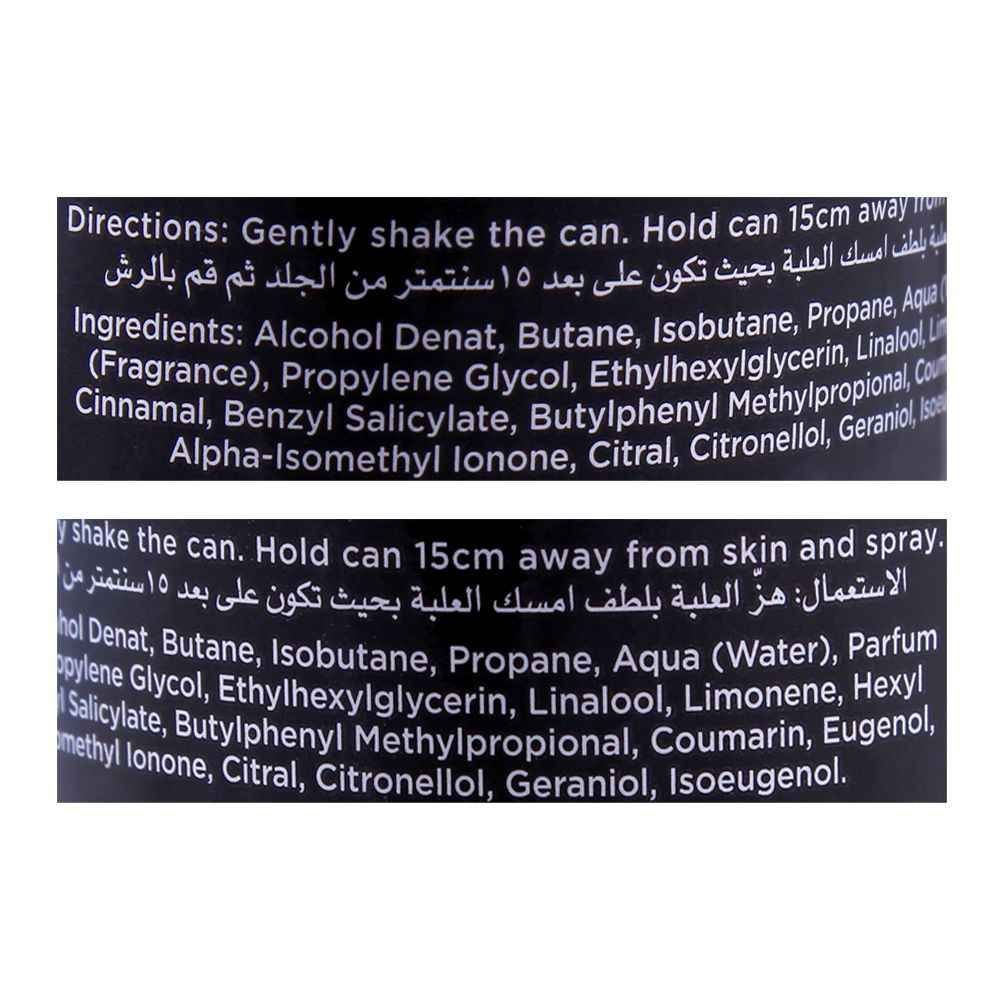 Directions: Gently shake the can. Hold can 15cm away from
علبة بلطف امسك العلبة بحيث تكون على بعد ١٥ سنتمتر من الجلد ثم قم بالرش
Ingredients: Alcohol Denat, Butane, Isobutane, Propane, Aqua
(Fragrance), Propylene Glycol, Ethylhexylglycerin, Linalool,
Cinnamal, Benzyl Salicylate, Butylphenyl Methylpropional,
Alpha-Isomethyl Ionone, Citral, Citronellol, Geraniol,
shake the can. Hold can 15cm away from skin and spray.
الاستعمال: هزّ العلبة بلطف امسك العلبة بحيث تكون على بعد ١٥ سنتمتر من
Denat, Butane, Isobutane, Propane, Aqua (Water), Parfum
Glycol, Ethylhexylglycerin, Linalool, Limonene, Hexyl
Salicylate, Butylphenyl Methylpropional, Coumarin, Eugenol,
Ionone, Citral, Citronellol, Geraniol, Isoeugenol.